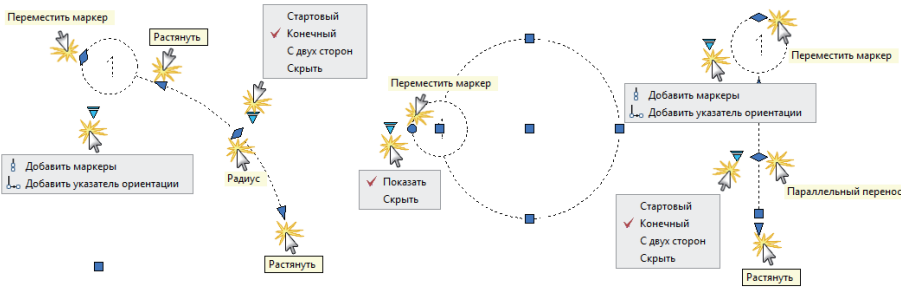 Переместить маркер
1
Растянуть
Стартовый
Конечный
С двух сторон
Скрыть
Добавить маркеры
Добавить указатель ориентации
Радиус
Растянуть
Переместить маркер
1
Показать
Скрыть
1
Переместить маркер
Добавить маркеры
Добавить указатель ориентации
Параллельный перенос
Стартовый
Конечный
С двух сторон
Скрыть
Растянуть